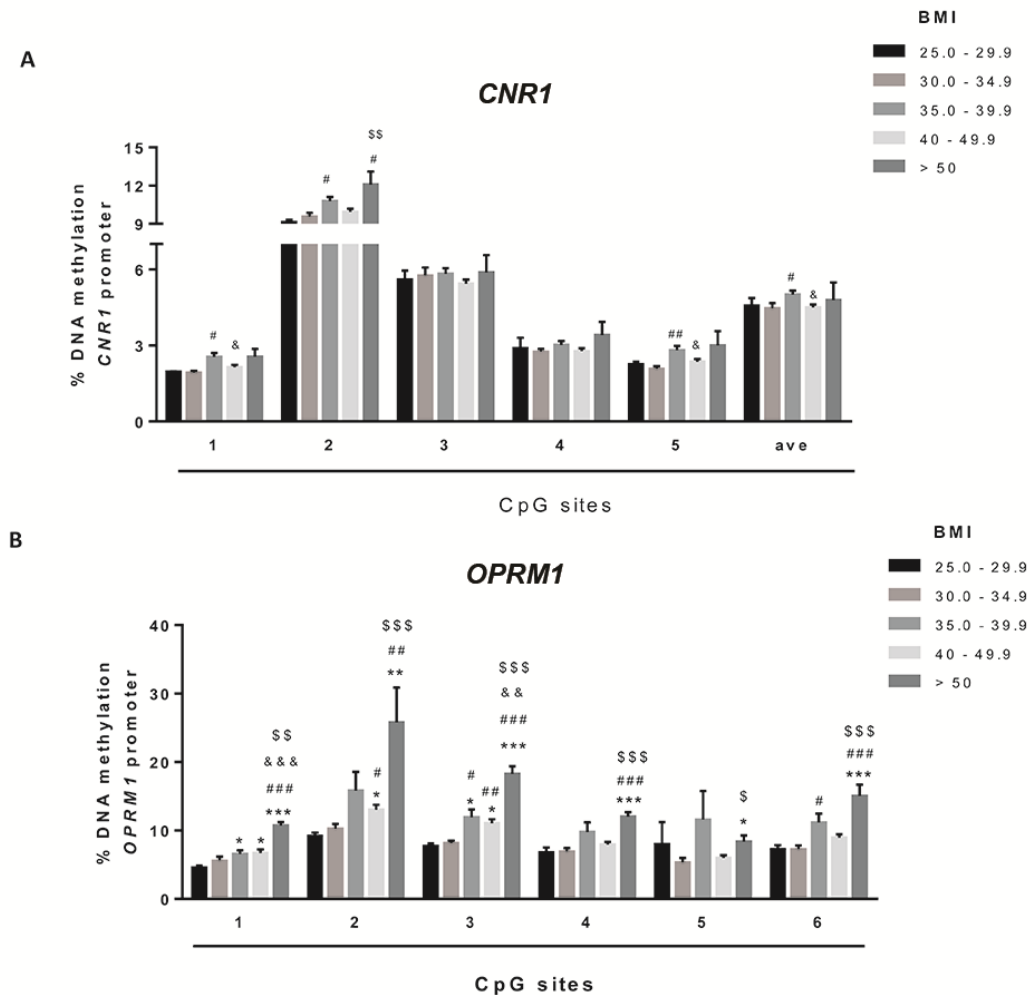 A
BMI
25.0 - 29.9
30.0 - 34.9
35.0 - 39.9
40 - 49.9
> 50
CNR1
% DNA methylation
CNR1 promoter
15
12
9
6
3
0
$$
# #
# & ## & # &
1 2 3 4 5 ave
CpG sites
B
BMI
25.0 - 29.9
30.0 - 34.9
35.0 - 39.9
40 - 49.9
> 50
OPRM1
% DNA methylation
OPRM1 promoter
40
30
20
10
0
$$
&&&
###
* * ***
$$$
##
# **
*
$$$
&&
###
# ## ***
* *
$$$
###
***
$
*
$$$
###
# ***
1 2 3 4 5 6
CpG sites